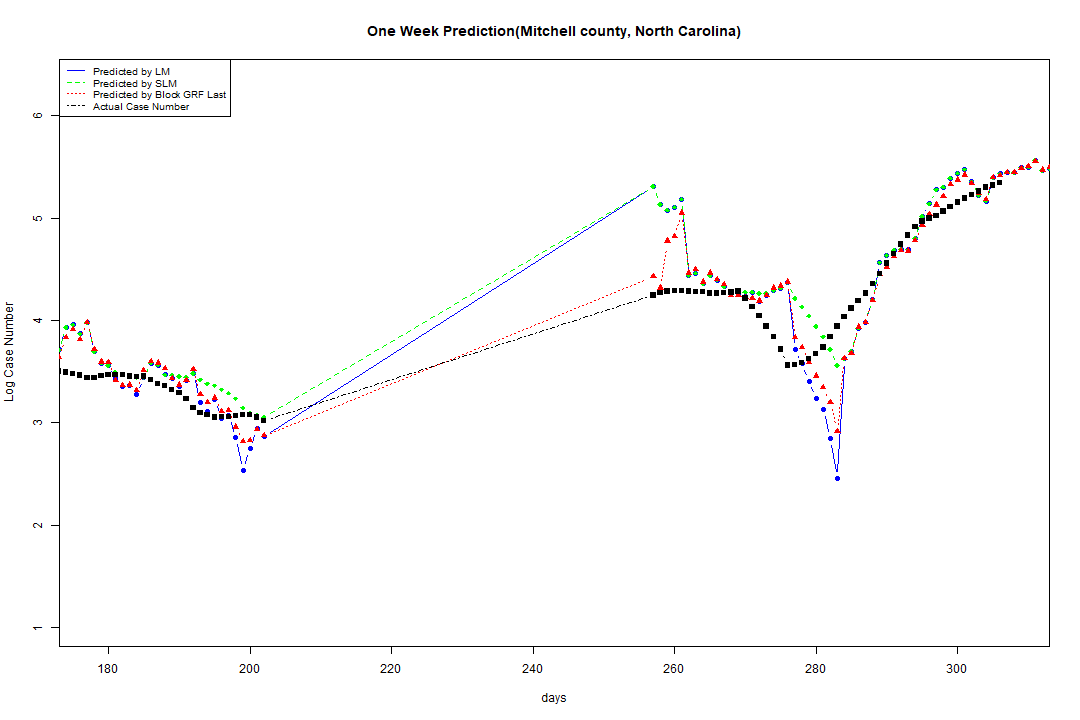 One Week Prediction(Mitchell county, North Carolina)
Predicted by LM
Predicted by SLM
Predicted by Block GRF Last
Actual Case Number
Log Case Number
6
5
4
3
2
1
180 200 220 240 260 280 300
days